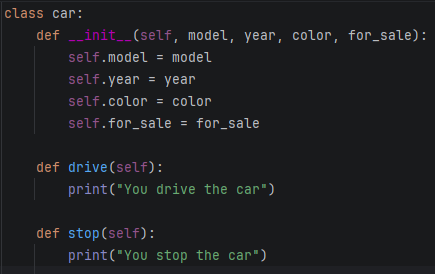 class car:
    def __init__(self, model, year, color, for_sale):
        self.model = model
        self.year = year
        self.color = color
        self.for_sale = for_sale

    def drive(self):
        print("You drive the car")

    def stop(self):
        print("You stop the car")